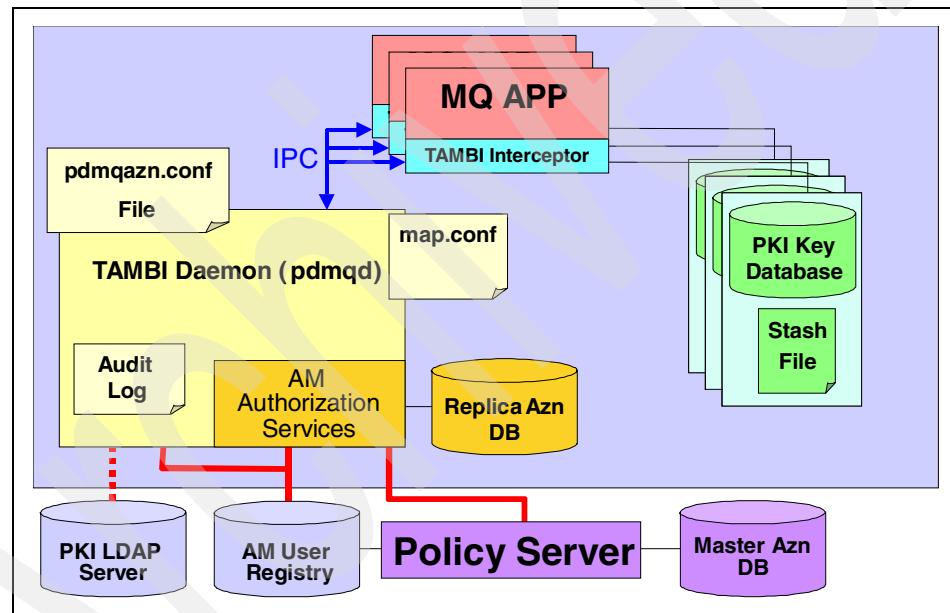 MQ APP
TAMBI Interceptor
IPC
pdmqazn.conf
File
map.conf
TAMBI Daemon (pdmqd)
PKI Key
Database
Stash
File
Audit
Log
AM
Authorization
Services
Replica Azn
DB
PKI LDAP
Server
AM User
Registry
Policy Server
Master Azn
DB